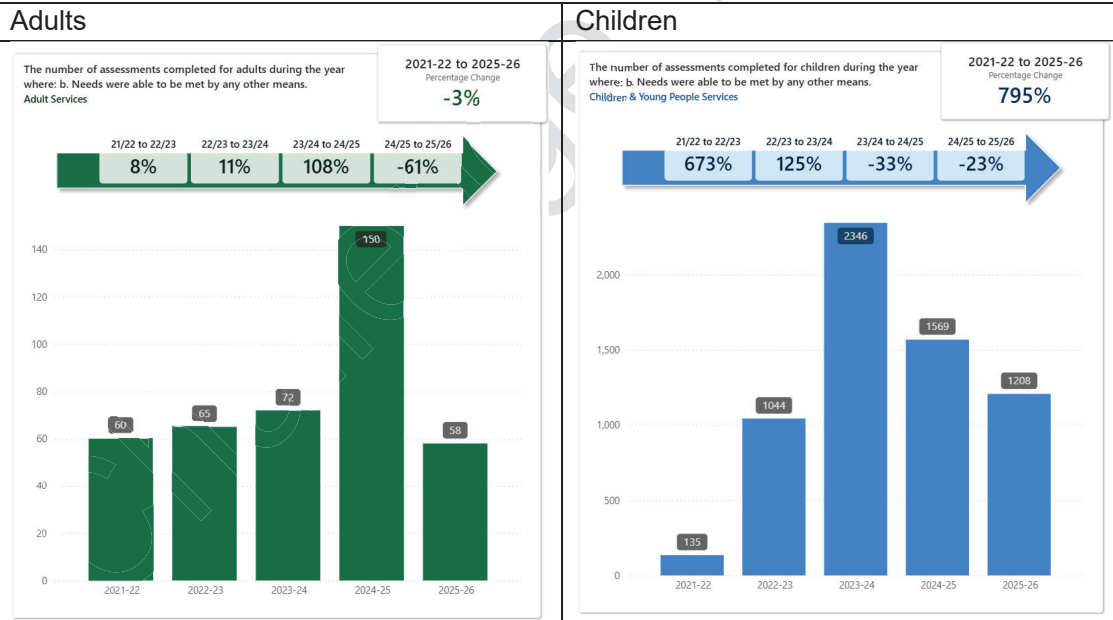 Adults
The number of assessments completed for adults during the year
where: b. Needs were able to be met by any other means.
Adult Services
2021-22 to 2025-26
Percentage Change
-3%
21/22 to 22/23 22/23 to 23/24 23/24 to 24/25 24/25 to 25/26
8% 11% 108% -61%
140
120
100
80
60
40
20
0
60
65
72
150
58
2021-22 2022-23 2023-24 2024-25 2025-26
Children
The number of assessments completed for children during the year
where: b. Needs were able to be met by any other means.
Children & Young People Services
2021-22 to 2025-26
Percentage Change
795%
21/22 to 22/23 22/23 to 23/24 23/24 to 24/25 24/25 to 25/26
673% 125% -33% -23%
2,000
1,500
1,000
500
0
135
1044
2346
1569
1208
2021-22 2022-23 2023-24 2024-25 2025-26